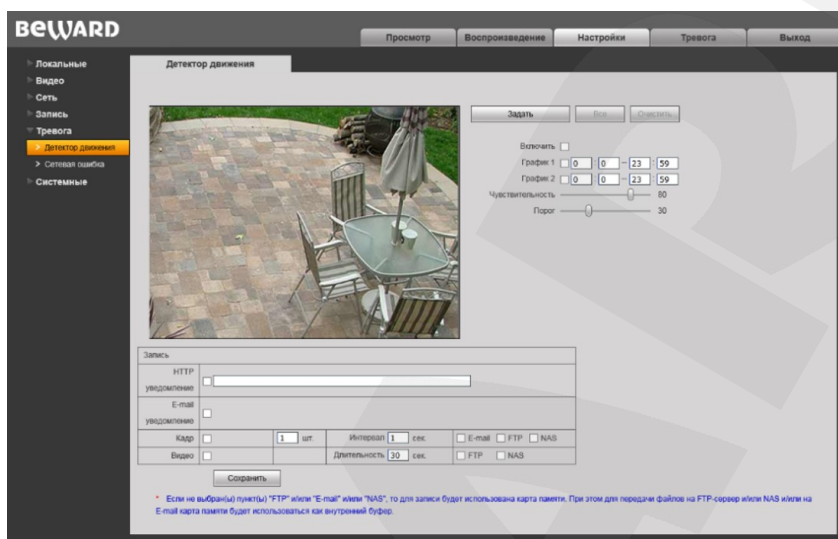 BEWARD
Просмотр Воспроизведение Настройки Тревога Выход
Локальные
Видео
Сеть
Запись
Тревога
> Детектор движения
> Сетевая ошибка
Системные
Детектор движения
Задать Все Очистить
Включить
График 1 0 : 0 – 23 : 59
График 2 0 : 0 – 23 : 59
Чувствительность 80
Порог 30
Запись
HTTP
уведомление
E-mail
уведомление
Кадр 1 шт. Интервал 1 сек. E-mail FTP NAS
Видео Длительность 30 сек. FTP NAS
Сохранить
* Если не выбран(ы) пункт(ы) "FTP" и/или "E-mail" и/или "NAS", то для записи будет использована карта памяти. При этом для передачи файлов на FTP-сервер и/или NAS и/или на
E-mail карта памяти будет использоваться как внутренний буфер.